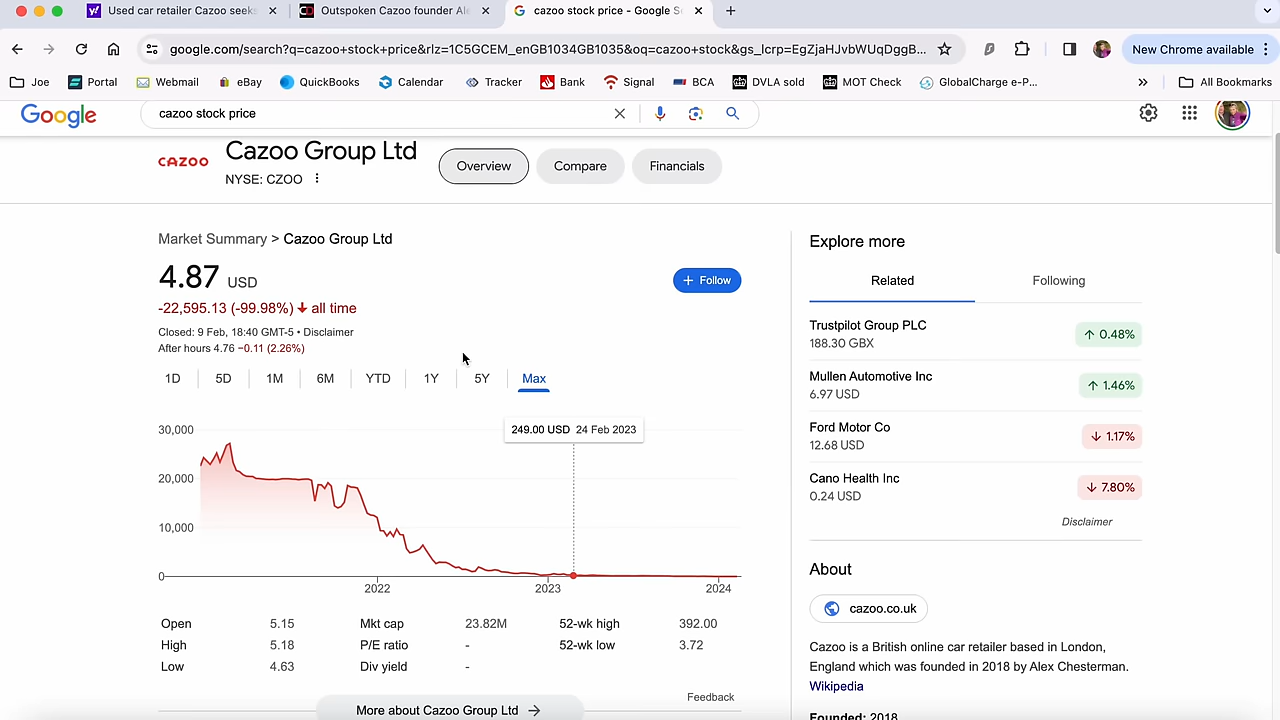 Used car retailer Cazoo seeks
Outspoken Cazoo founder Ale
cazoo stock price - Google Se
google.com/search?q=cazoo+stock+price&rlz=1C5GCEM_enGB1034GB1035&oq=cazoo+stock&gs_lcrp=EgZjaHJvbWUqDggB...
New Chrome available
Joe
Portal
Webmail
eBay
QuickBooks
Calendar
Tracker
Bank
Signal
BCA
DVLA sold
MOT Check
GlobalCharge e-P...
All Bookmarks
Google
cazoo stock price
CAZOO
Cazoo Group Ltd
NYSE: CZOO
Overview
Compare
Financials
Market Summary > Cazoo Group Ltd
4.87 USD
+ Follow
-22,595.13 (-99.98%) ↓ all time
Closed: 9 Feb, 18:40 GMT-5 • Disclaimer
After hours 4.76 −0.11 (2.26%)
1D 5D 1M 6M YTD 1Y 5Y Max
249.00 USD 24 Feb 2023
30,000
20,000
10,000
0
2022 2023 2024
Open 5.15 Mkt cap 23.82M 52-wk high 392.00
High 5.18 P/E ratio - 52-wk low 3.72
Low 4.63 Div yield -
Feedback
More about Cazoo Group Ltd →
Explore more
Related Following
Trustpilot Group PLC
188.30 GBX
↑ 0.48%
Mullen Automotive Inc
6.97 USD
↑ 1.46%
Ford Motor Co
12.68 USD
↓ 1.17%
Cano Health Inc
0.24 USD
↓ 7.80%
Disclaimer
About
cazoo.co.uk
Cazoo is a British online car retailer based in London,
England which was founded in 2018 by Alex Chesterman.
Wikipedia
Founded: 2018